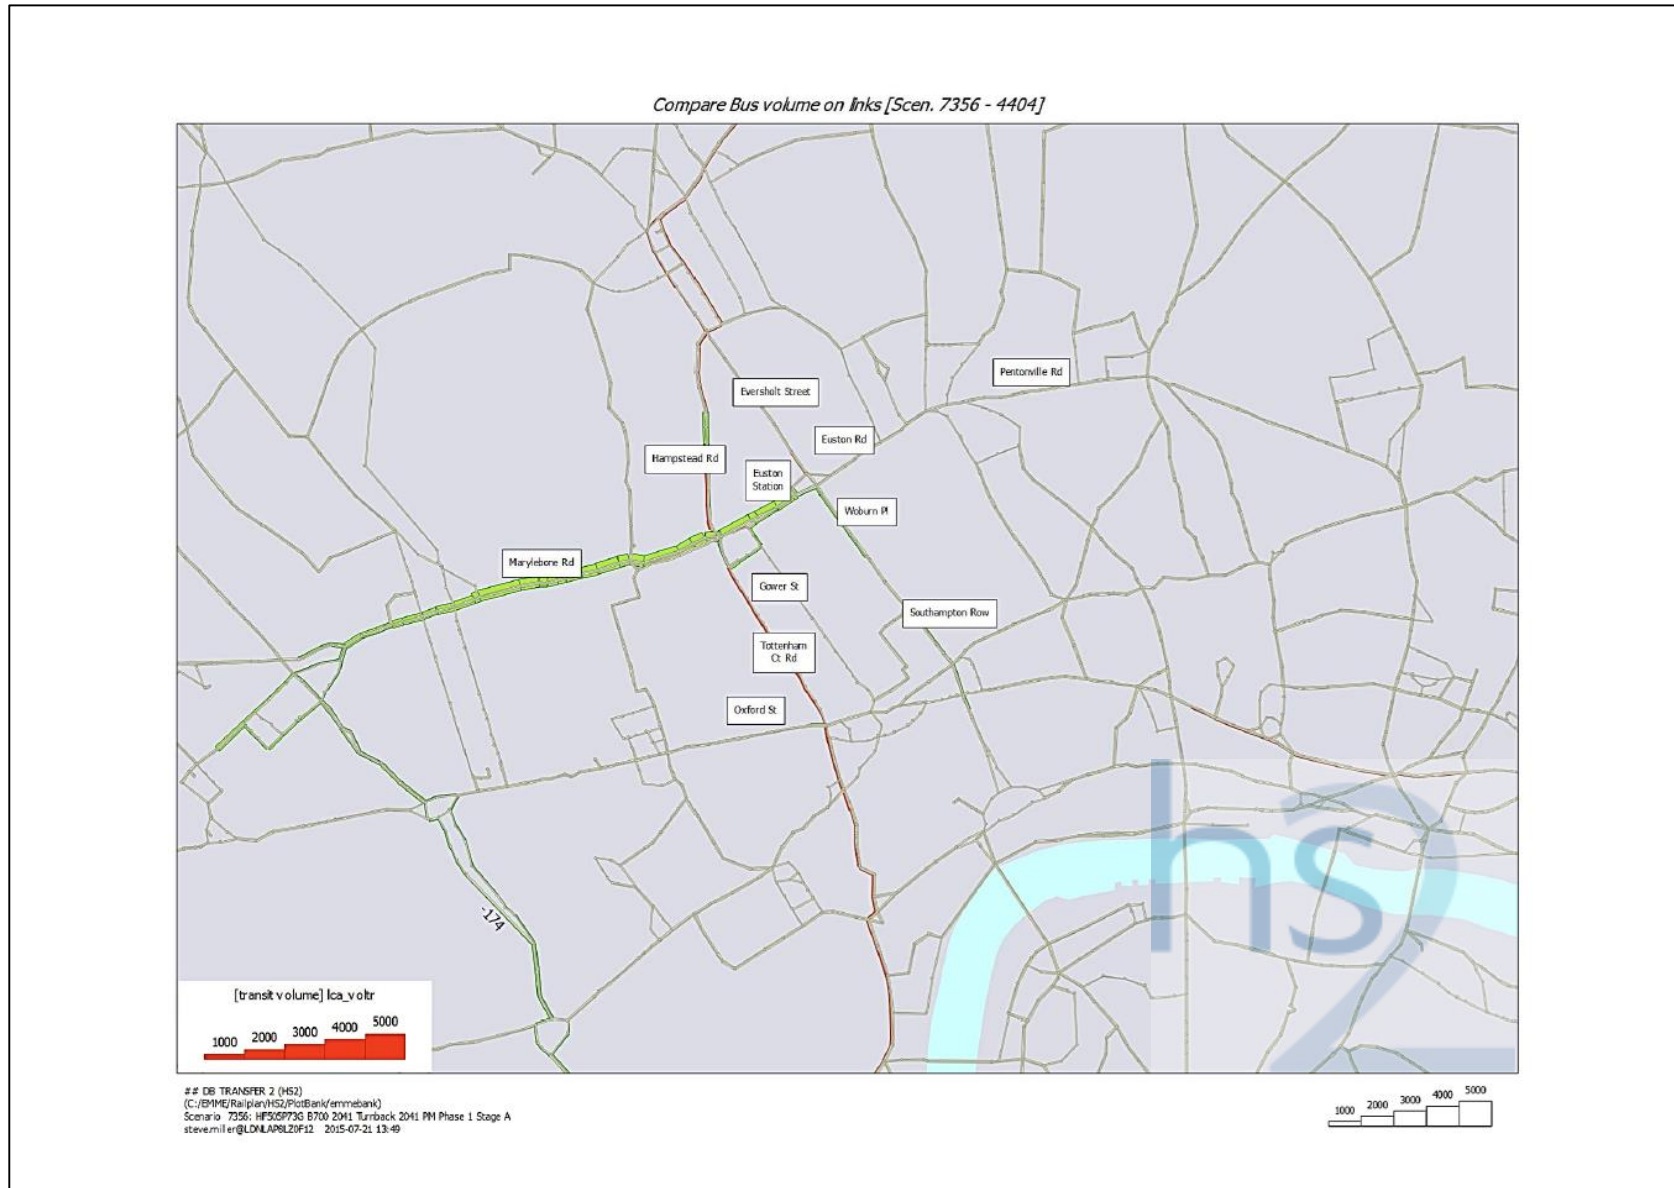 Compare Bus volume on links [Scen. 7356 - 4404]
Pentonville Rd
Eversholt Street
Euston Rd
Hampstead Rd
Euston
Station
Woburn Pl
Marylebone Rd
Gower St
Southampton Row
Tottenham
Ct Rd
Oxford St
hs2
-174
[transit volume] lca_voltr
1000 2000 3000 4000 5000
## DB TRANSFER 2 (HS2)
(C:/EMME/Railplan/HS2/PlotBank/emmebank)
Scenario 7356: HF505P73G B700 2041 Turnback 2041 PM Phase 1 Stage A
steve.miller@LDNLAP8LZ0F12 2015-07-21 13:49
1000 2000 3000 4000 5000